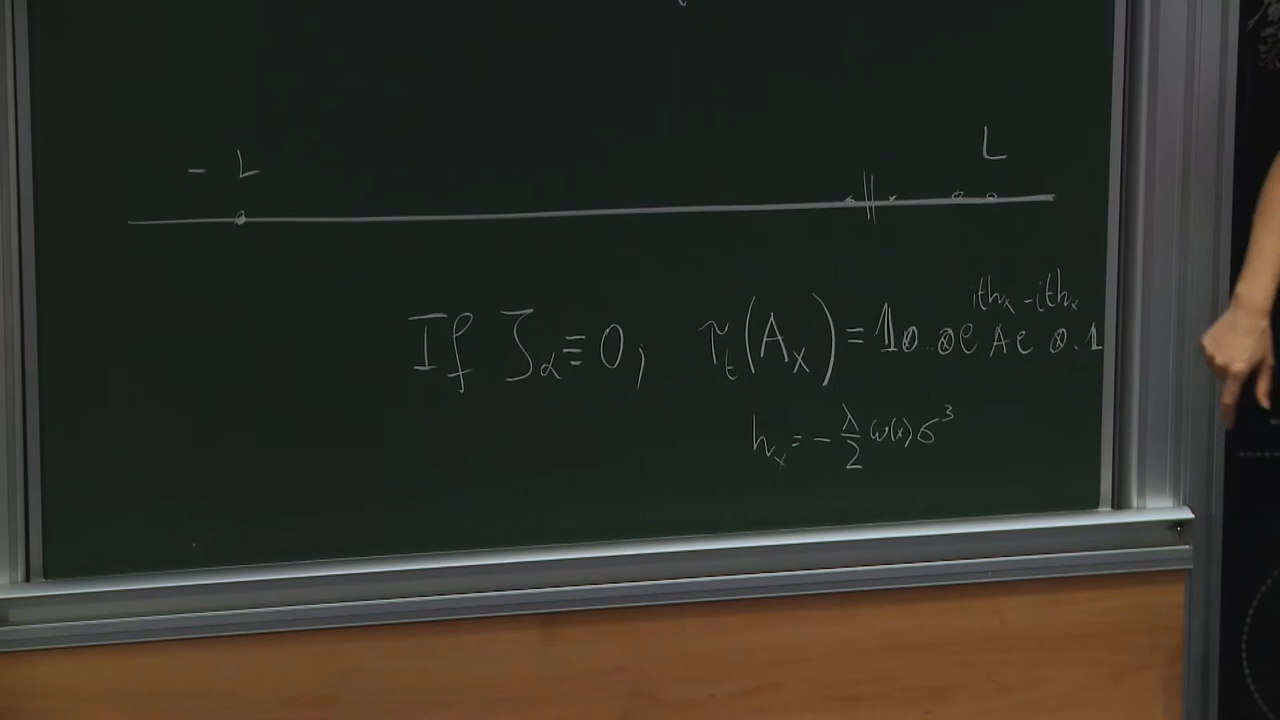 - L L
If J_α ≡ 0, τ_t(A_x) = 1⊗..⊗e^{ith_x} A e^{-ith_x} ⊗..1
h_x = - λ/2 ω(x) σ^3